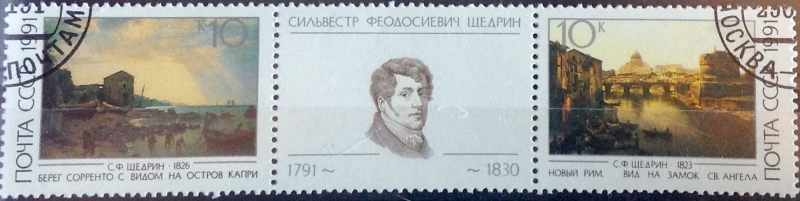 10 К
ПОЧТА СССР 1991
С.Ф. ЩЕДРИН · 1826
БЕРЕГ СОРРЕНТО С ВИДОМ НА ОСТРОВ КАПРИ
СИЛЬВЕСТР ФЕОДОСИЕВИЧ ЩЕДРИН
1791 ~ ~ 1830
10 К
ПОЧТА СССР 1991
С.Ф. ЩЕДРИН · 1823
НОВЫЙ РИМ. ВИД НА ЗАМОК СВ. АНГЕЛА
ПОЧТАМ
МОСКВА